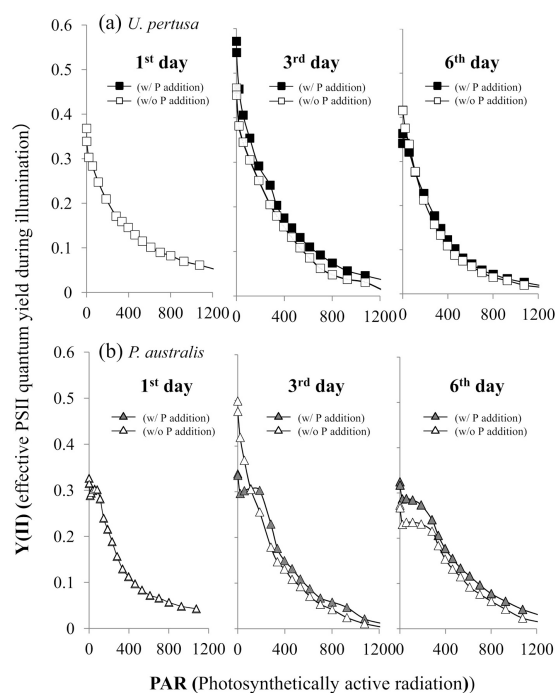 (a) U. pertusa
1st day
3rd day
6th day
(w/ P addition)
(w/o P addition)
(w/ P addition)
(w/o P addition)
(w/ P addition)
(w/o P addition)
0.6
0.5
0.4
0.3
0.2
0.1
0
0 400 800 1200
0 400 800 1200
0 400 800 1200
(b) P. australis
1st day
3rd day
6th day
(w/ P addition)
(w/o P addition)
(w/ P addition)
(w/o P addition)
(w/ P addition)
(w/o P addition)
0.6
0.5
0.4
0.3
0.2
0.1
0
0 400 800 1200
0 400 800 1200
0 400 800 1200
Y(II) (effective PSII quantum yield during illumination)
PAR (Photosynthetically active radiation))